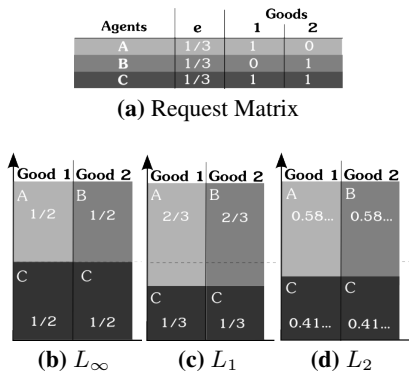 Goods
Agents e 1 2
A 1/3 1 0
B 1/3 0 1
C 1/3 1 1
(a) Request Matrix
Good 1 Good 2 Good 1 Good 2 Good 1 Good 2
A B A B A B
1/2 1/2 2/3 2/3 0.58... 0.58...
C C C C C C
1/2 1/2 1/3 1/3 0.41... 0.41...
(b) L∞ (c) L1 (d) L2